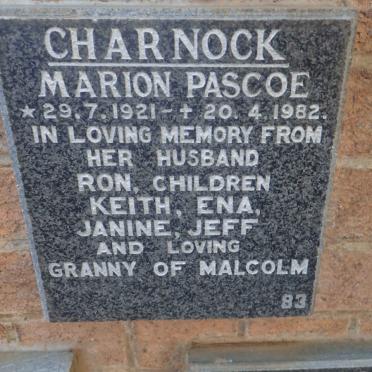 CHARNOCK
MARION PASCOE
★ 29.7.1921 - ✝ 20.4.1982.
IN LOVING MEMORY FROM
HER HUSBAND
RON, CHILDREN
KEITH, ENA,
JANINE, JEFF
AND LOVING
GRANNY OF MALCOLM
83